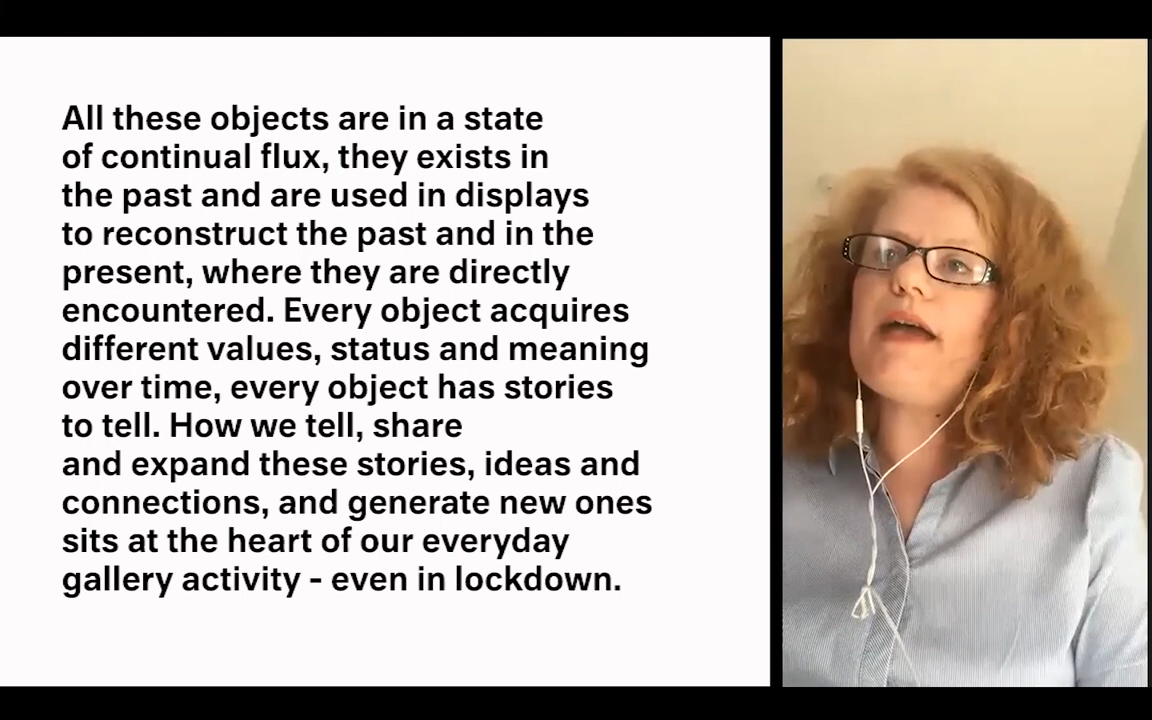 All these objects are in a state
of continual flux, they exists in
the past and are used in displays
to reconstruct the past and in the
present, where they are directly
encountered. Every object acquires
different values, status and meaning
over time, every object has stories
to tell. How we tell, share
and expand these stories, ideas and
connections, and generate new ones
sits at the heart of our everyday
gallery activity - even in lockdown.